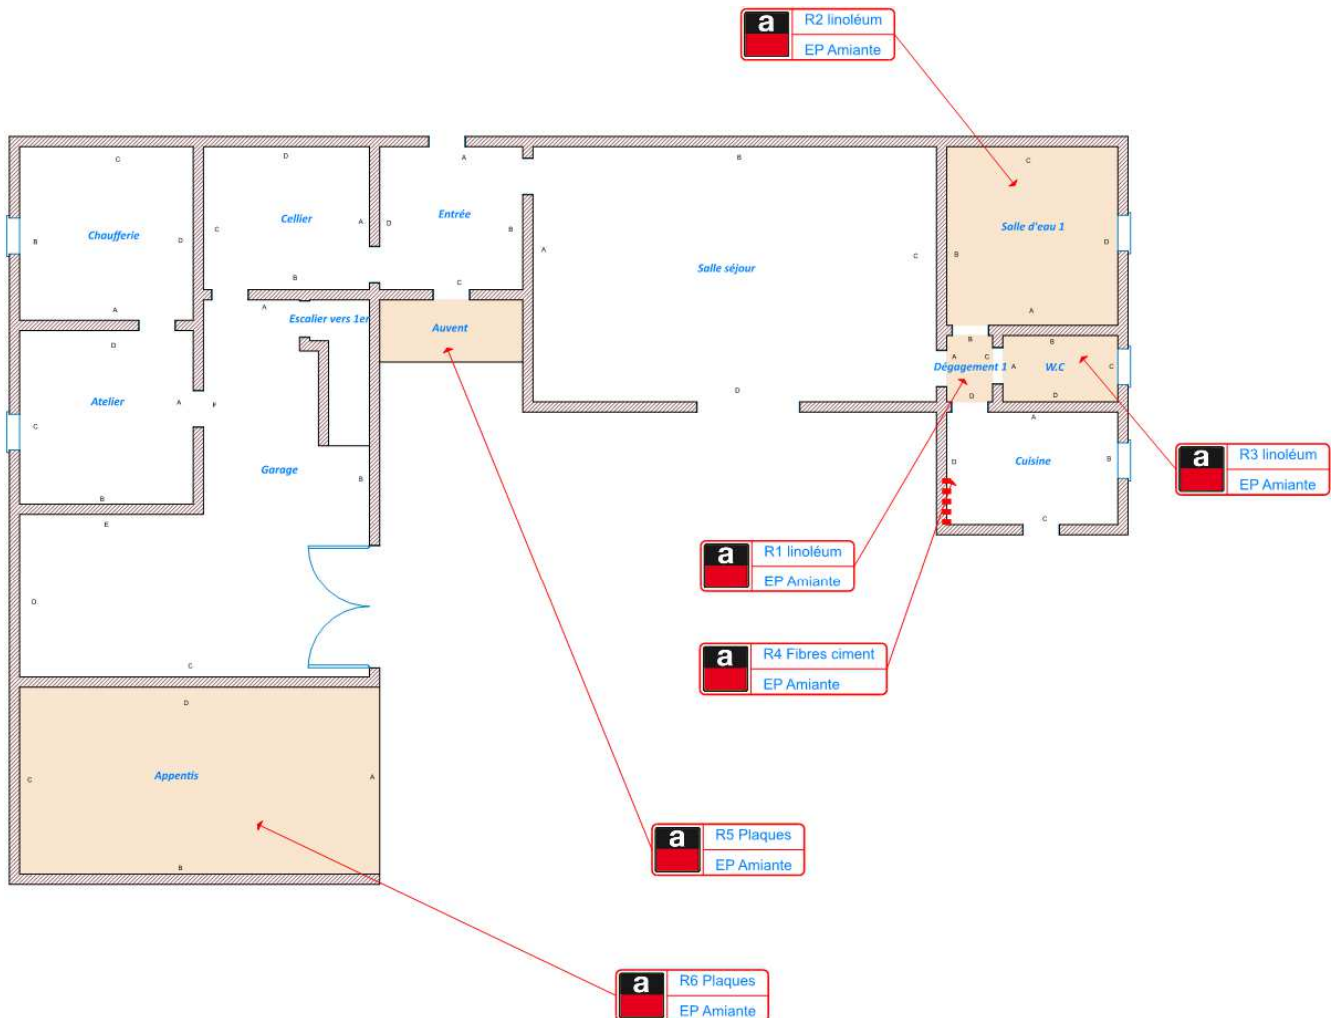 a
R2 linoléum
EP Amiante
C
D
A
B
C
Chaufferie
B
D
A
Cellier
C
A
B
Entrée
D
B
C
Salle séjour
A
C
D
Salle d'eau 1
B
D
A
A
Escalier vers 1er
Auvent
D
Atelier
A
C
B
F
Garage
B
E
D
C
B
A
C
Dégagement 1
D
B
A
W.C
C
D
A
D
Cuisine
B
C
a
R3 linoléum
EP Amiante
a
R1 linoléum
EP Amiante
a
R4 Fibres ciment
EP Amiante
D
C
Appentis
A
B
a
R5 Plaques
EP Amiante
a
R6 Plaques
EP Amiante